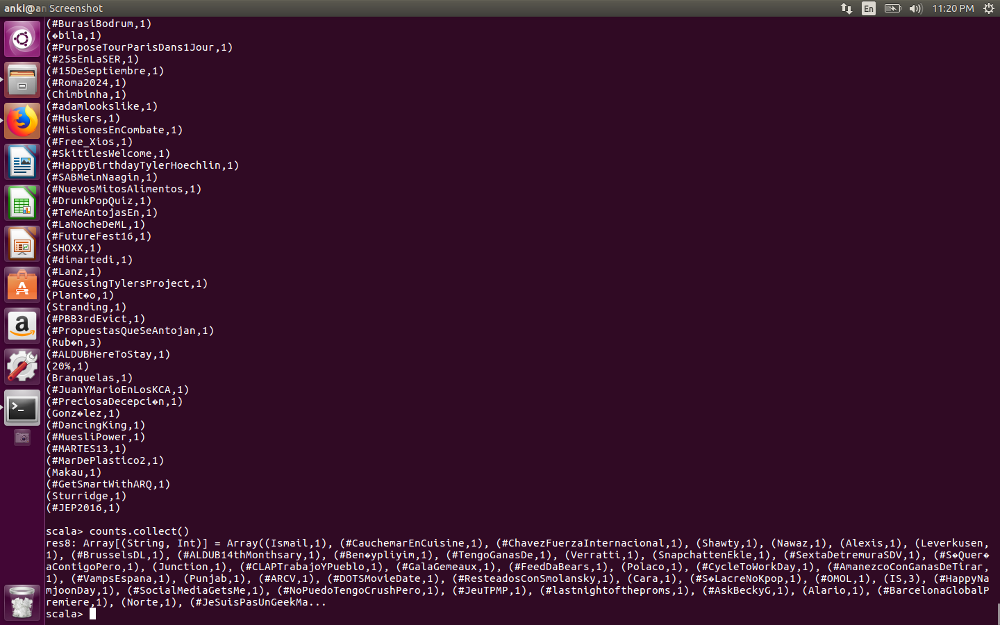 anki@an Screenshot
En
11:20 PM
(#BurasiBodrum,1)
(�bila,1)
(#PurposeTourParisDans1Jour,1)
(#25sEnLaSER,1)
(#15DeSeptiembre,1)
(#Roma2024,1)
(Chimbinha,1)
(#adamlookslike,1)
(#Huskers,1)
(#MisionesEnCombate,1)
(#Free_Xios,1)
(#SkittlesWelcome,1)
(#HappyBirthdayTylerHoechlin,1)
(#SABMeinNaagin,1)
(#NuevosMitosAlimentos,1)
(#DrunkPopQuiz,1)
(#TeMeAntojasEn,1)
(#LaNocheDeML,1)
(#FutureFest16,1)
(SHOXX,1)
(#dimartedi,1)
(#Lanz,1)
(#GuessingTylersProject,1)
(Plant�o,1)
(Stranding,1)
(#PBB3rdEvict,1)
(#PropuestasQueSeAntojan,1)
(Rub�n,3)
(#ALDUBHereToStay,1)
(20%,1)
(Branquelas,1)
(#JuanYMarioEnLosKCA,1)
(#PreciosaDecepci�n,1)
(Gonz�lez,1)
(#DancingKing,1)
(#MuesliPower,1)
(#MARTES13,1)
(#MarDePlastico2,1)
(Makau,1)
(#GetSmartWithARQ,1)
(Sturridge,1)
(#JEP2016,1)
scala> counts.collect()
res8: Array[(String, Int)] = Array((Ismail,1), (#CauchemarEnCuisine,1), (#ChavezFuerzaInternacional,1), (Shawty,1), (Nawaz,1), (Alexis,1), (Leverkusen,
1), (#BrusselsDL,1), (#ALDUB14thMonthsary,1), (#Ben�ypliyim,1), (#TengoGanasDe,1), (Verratti,1), (SnapchattenEkle,1), (#SextaDetremuraSDV,1), (#S�Quer�
aContigoPero,1), (Junction,1), (#CLAPTrabajoYPueblo,1), (#GalaGemeaux,1), (#FeedDaBears,1), (Polaco,1), (#CycleToWorkDay,1), (#AmanezcoConGanasDeTirar,
1), (#VampsEspana,1), (Punjab,1), (#ARCV,1), (#DOTSMovieDate,1), (#ResteadosConSmolansky,1), (Cara,1), (#S�LacreNoKpop,1), (#OMOL,1), (IS,3), (#HappyNa
mjoonDay,1), (#SocialMediaGetsMe,1), (#NoPuedoTengoCrushPero,1), (#JeuTPMP,1), (#lastnightoftheproms,1), (#AskBeckyG,1), (Alario,1), (#BarcelonaGlobalP
remiere,1), (Norte,1), (#JeSuisPasUnGeekMa...
scala>